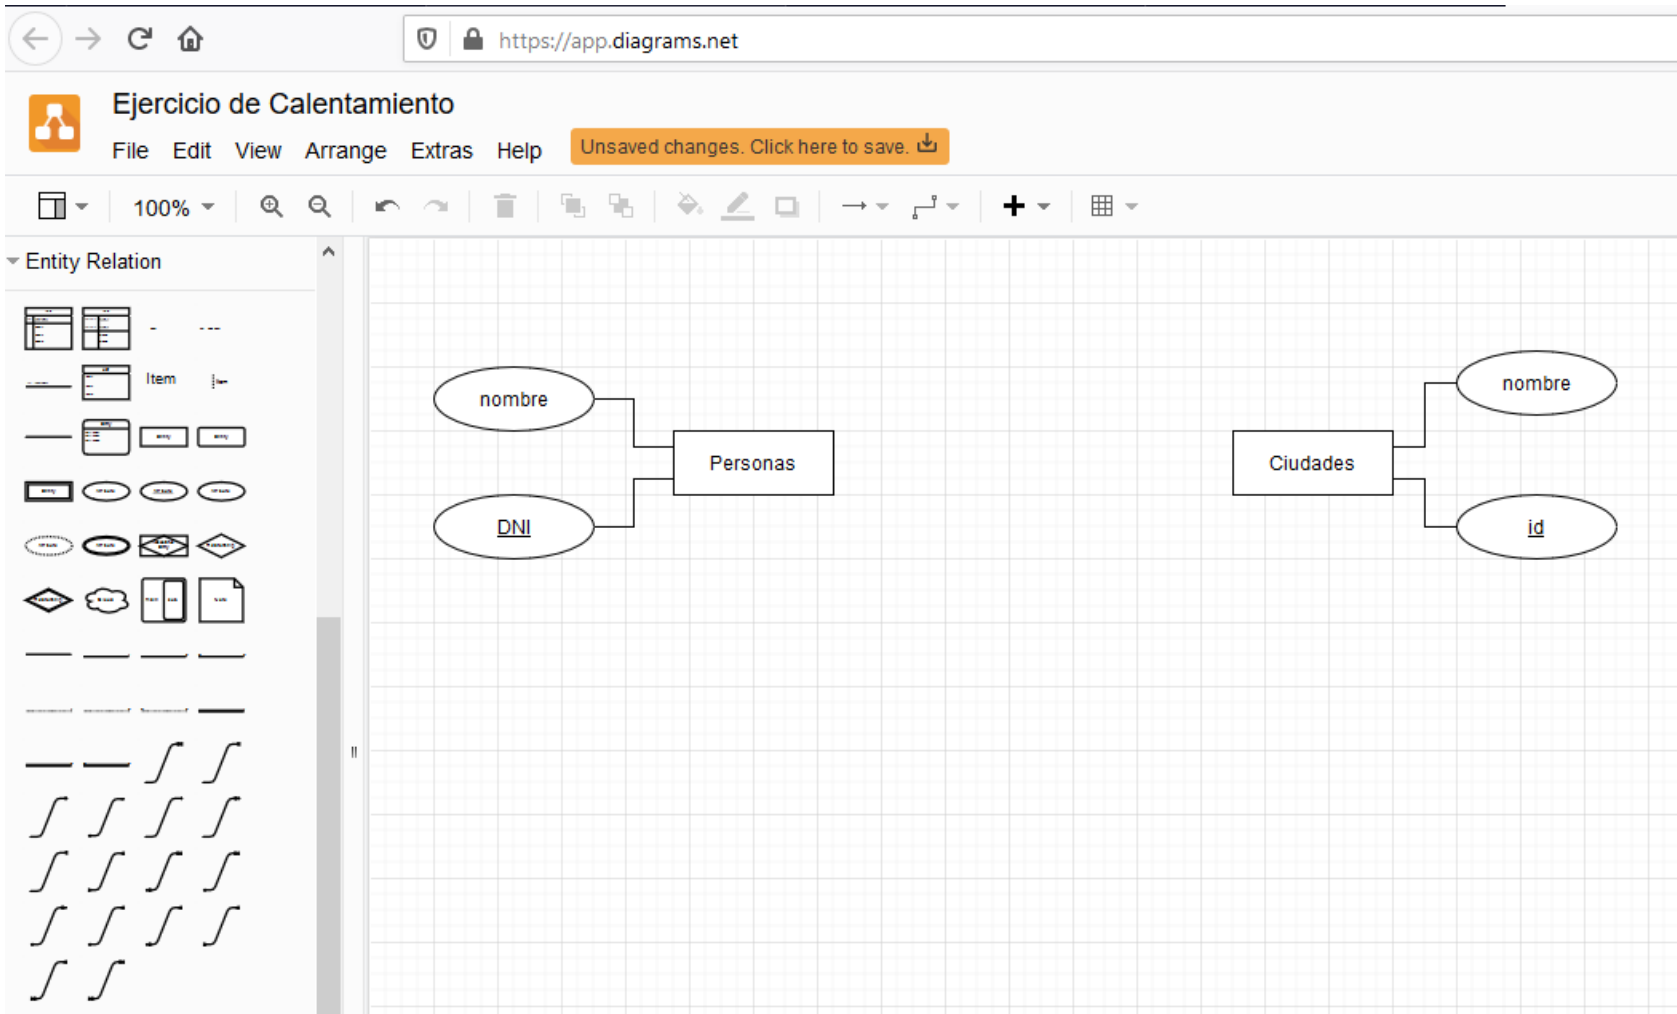 https://app.diagrams.net
Ejercicio de Calentamiento
File Edit View Arrange Extras Help Unsaved changes. Click here to save.
100%
Entity Relation
Item
nombre nombre
Personas Ciudades
DNI id